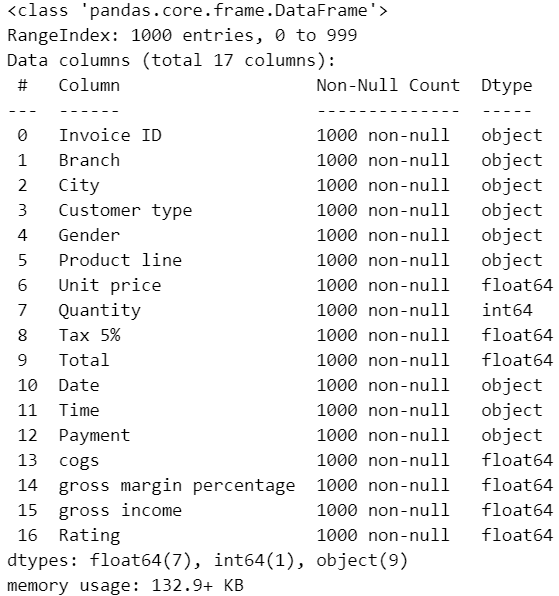 <class 'pandas.core.frame.DataFrame'>
RangeIndex: 1000 entries, 0 to 999
Data columns (total 17 columns):
 #   Column                   Non-Null Count  Dtype
---  ------                   --------------  -----
 0   Invoice ID               1000 non-null   object
 1   Branch                   1000 non-null   object
 2   City                     1000 non-null   object
 3   Customer type            1000 non-null   object
 4   Gender                   1000 non-null   object
 5   Product line             1000 non-null   object
 6   Unit price               1000 non-null   float64
 7   Quantity                 1000 non-null   int64
 8   Tax 5%                   1000 non-null   float64
 9   Total                    1000 non-null   float64
 10  Date                     1000 non-null   object
 11  Time                     1000 non-null   object
 12  Payment                  1000 non-null   object
 13  cogs                     1000 non-null   float64
 14  gross margin percentage  1000 non-null   float64
 15  gross income             1000 non-null   float64
 16  Rating                   1000 non-null   float64
dtypes: float64(7), int64(1), object(9)
memory usage: 132.9+ KB